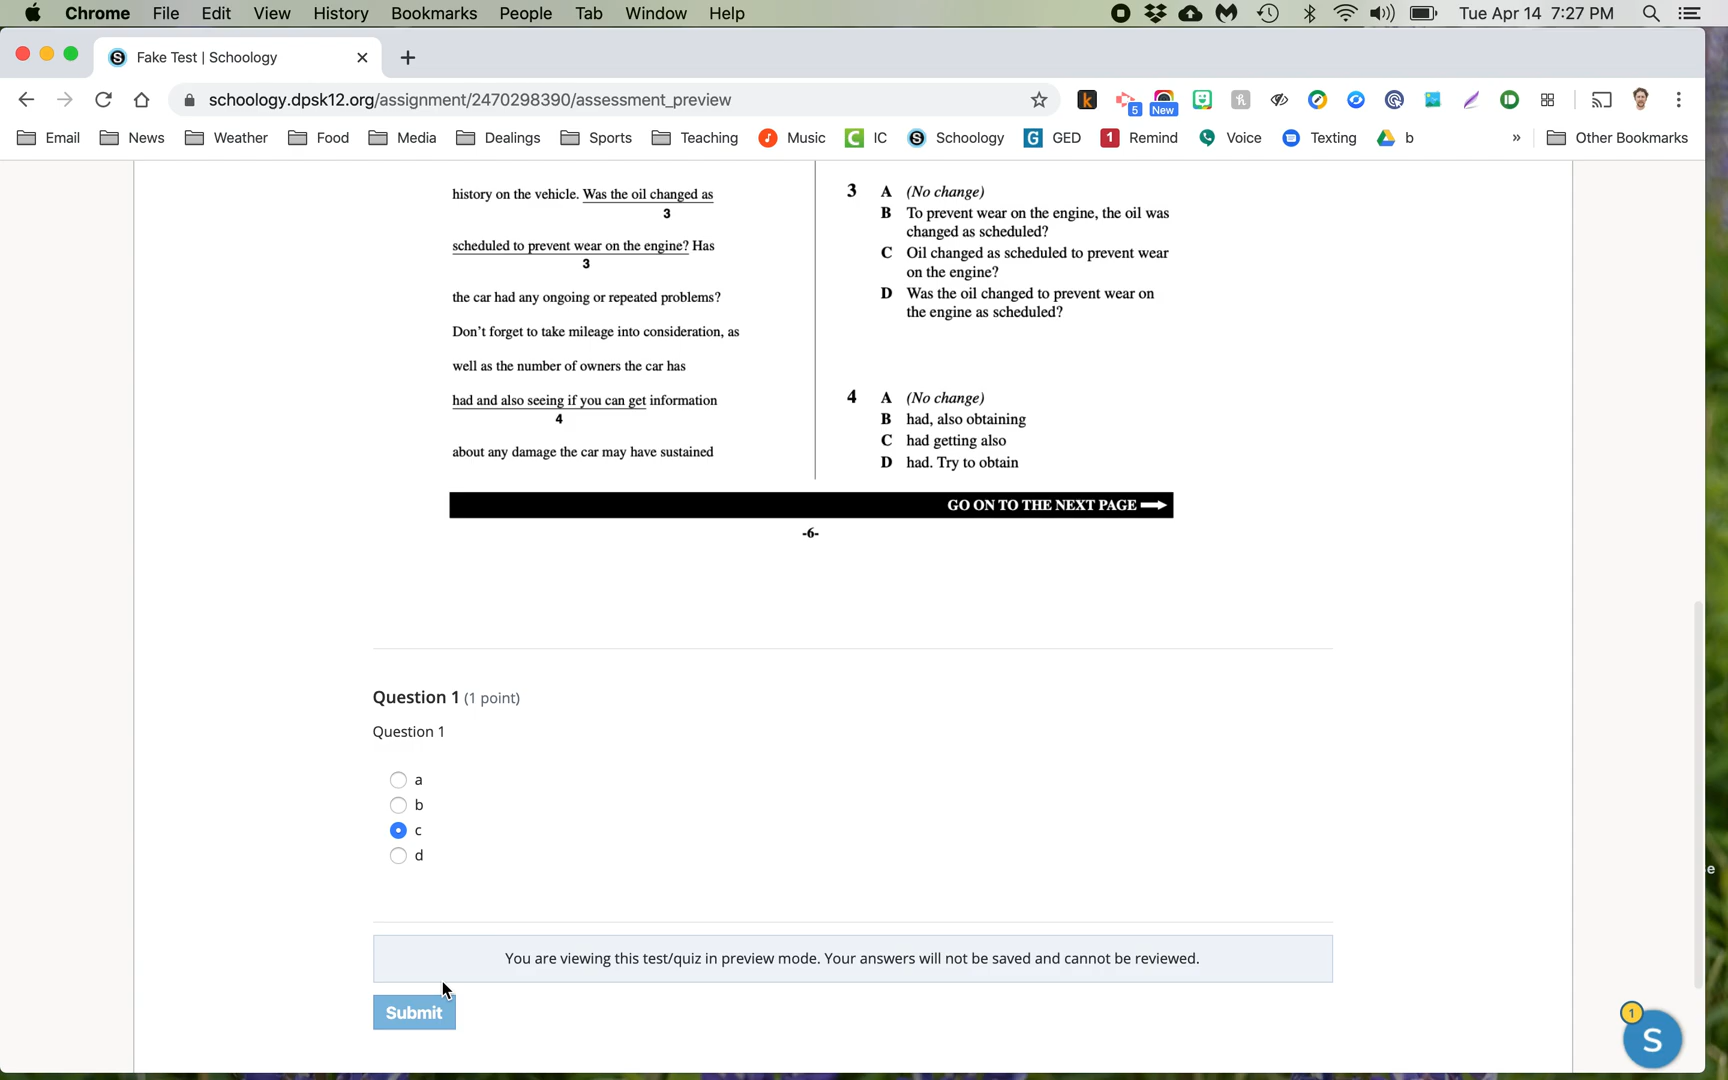 Chrome File Edit View History Bookmarks People Tab Window Help Tue Apr 14 7:27 PM
Fake Test | Schoology
schoology.dpsk12.org/assignment/2470298390/assessment_preview
5 New
Email News Weather Food Media Dealings Sports Teaching Music IC Schoology GED Remind Voice Texting b » Other Bookmarks
history on the vehicle. Was the oil changed as
3
scheduled to prevent wear on the engine? Has
3
the car had any ongoing or repeated problems?
Don't forget to take mileage into consideration, as
well as the number of owners the car has
had and also seeing if you can get information
4
about any damage the car may have sustained
3 A (No change)
B To prevent wear on the engine, the oil was
changed as scheduled?
C Oil changed as scheduled to prevent wear
on the engine?
D Was the oil changed to prevent wear on
the engine as scheduled?
4 A (No change)
B had, also obtaining
C had getting also
D had. Try to obtain
GO ON TO THE NEXT PAGE
-6-
Question 1 (1 point)
Question 1
a
b
c
d
You are viewing this test/quiz in preview mode. Your answers will not be saved and cannot be reviewed.
Submit
1
S